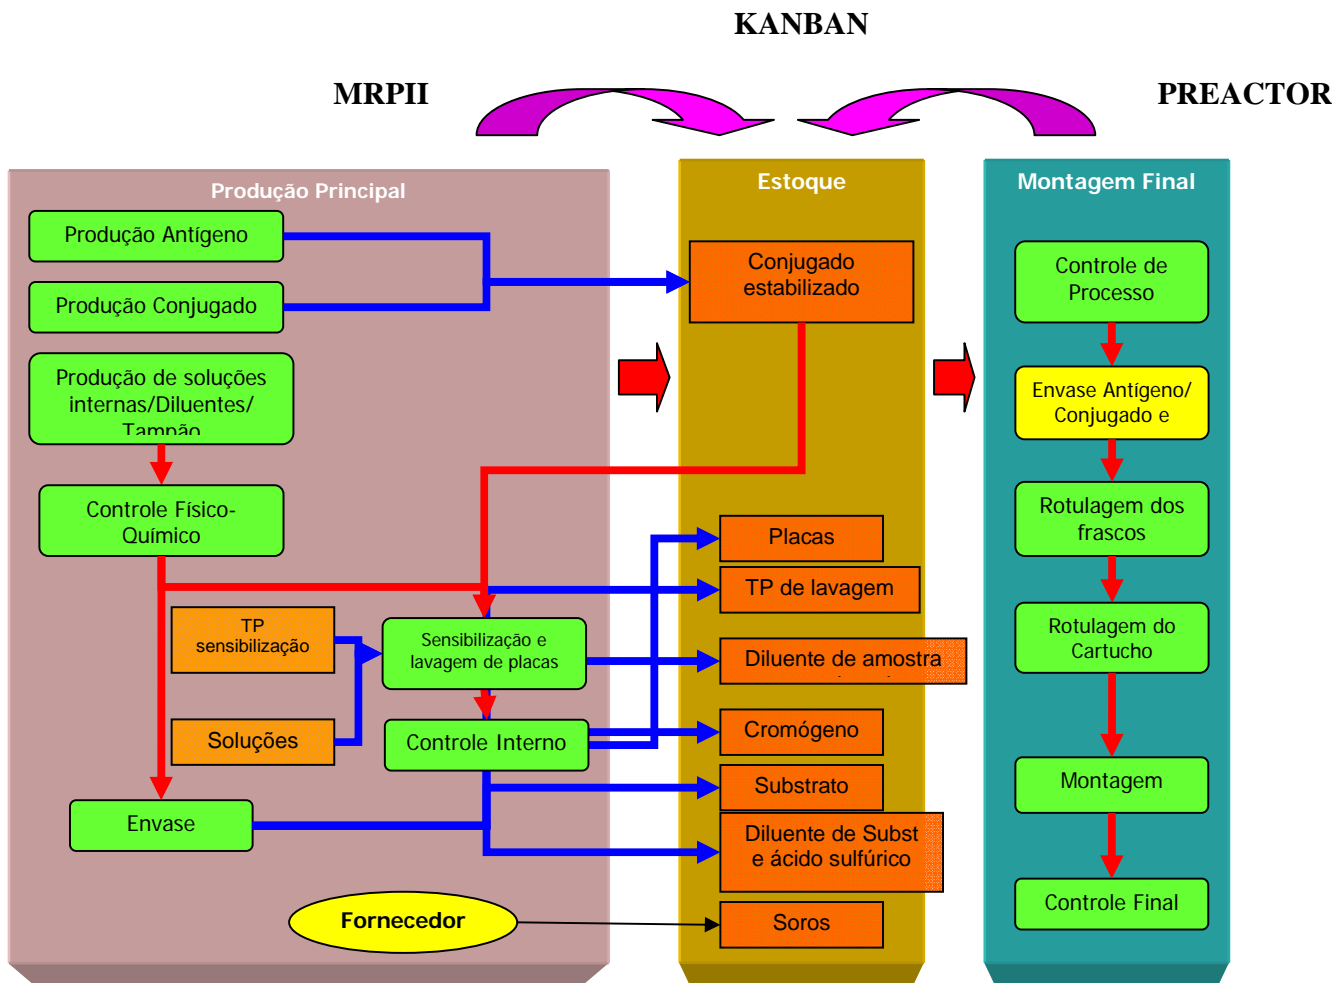 KANBAN
MRPII
PREACTOR
Produção Principal
Produção Antígeno
Produção Conjugado
Produção de soluções
internas/Diluentes/
Tampão
Controle Físico-
Químico
TP
sensibilização
Soluções
Sensibilização e
lavagem de placas
Controle Interno
Envase
Fornecedor
Estoque
Conjugado
estabilizado
Placas
TP de lavagem
Diluente de amostra
Cromógeno
Substrato
Diluente de Subst
e ácido sulfúrico
Soros
Montagem Final
Controle de
Processo
Envase Antígeno/
Conjugado e
Rotulagem dos
frascos
Rotulagem do
Cartucho
Montagem
Controle Final